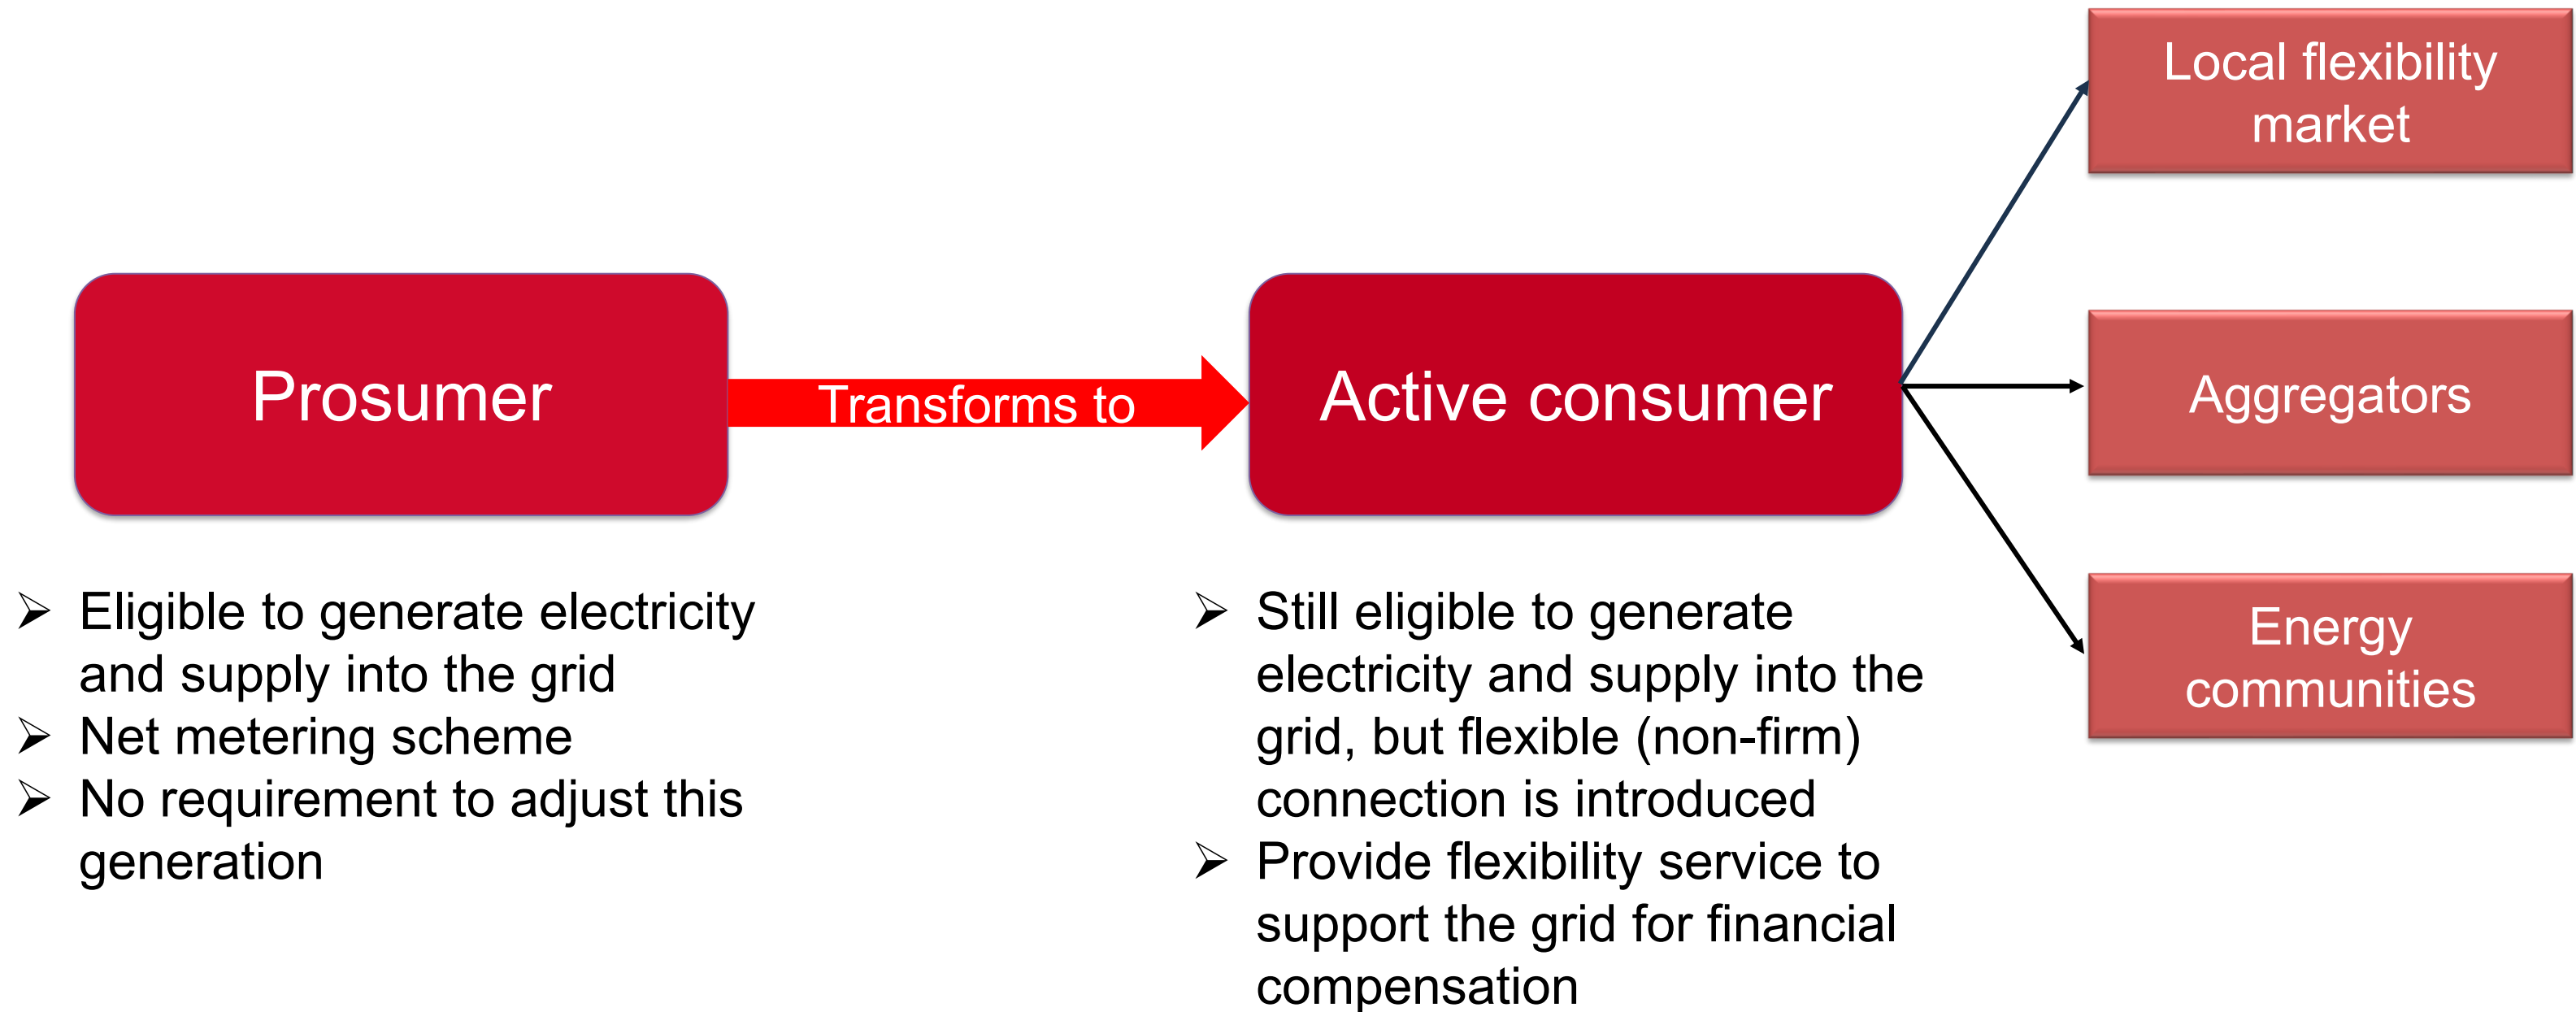 Prosumer
Transforms to
Active consumer
Local flexibility
market
Aggregators
Energy
communities
➢ Eligible to generate electricity
and supply into the grid
➢ Net metering scheme
➢ No requirement to adjust this
generation
➢ Still eligible to generate
electricity and supply into the
grid, but flexible (non-firm)
connection is introduced
➢ Provide flexibility service to
support the grid for financial
compensation